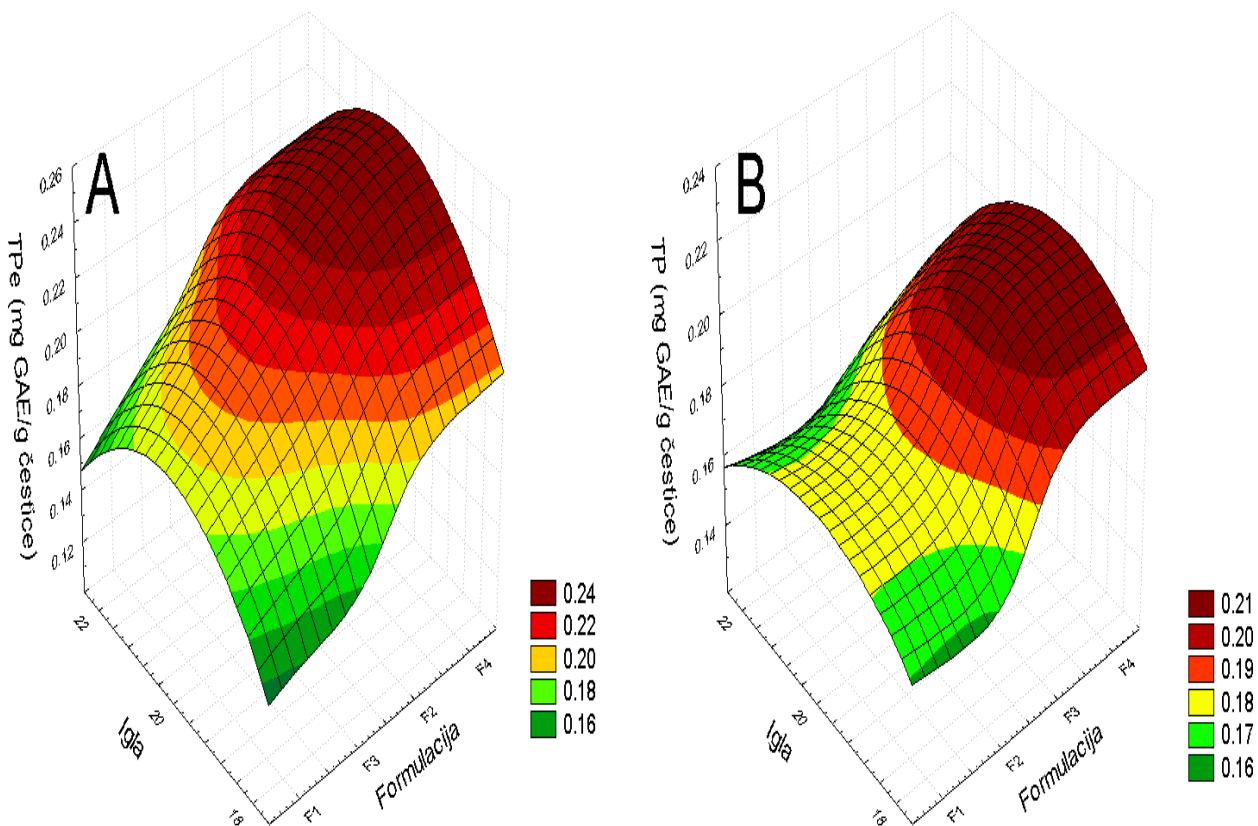 A
TPe (mg GAE/g čestice)
0.26
0.24
0.22
0.20
0.18
0.16
0.14
0.12
22
20
18
Igla
F1
F3
F2
F4
Formulacija
0.24
0.22
0.20
0.18
0.16
B
TP (mg GAE/g čestice)
0.24
0.22
0.20
0.18
0.16
0.14
22
20
18
Igla
F1
F2
F3
F4
Formulacija
0.21
0.20
0.19
0.18
0.17
0.16